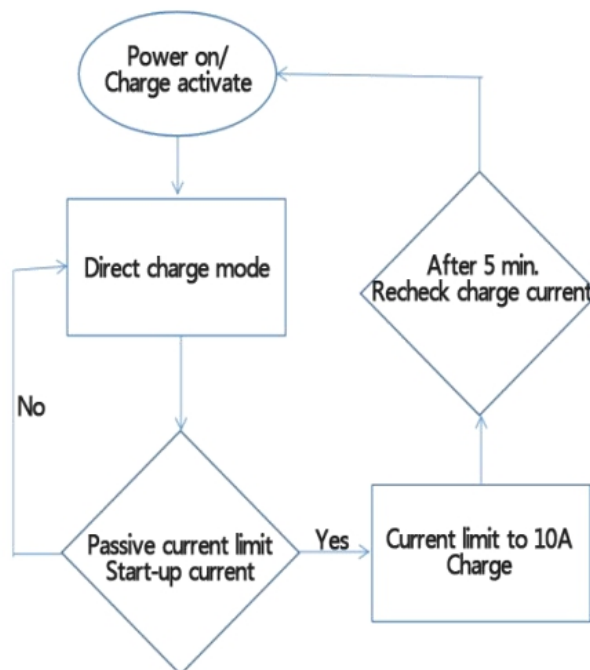 Power on/
Charge activate
Direct charge mode
After 5 min.
Recheck charge current
No
Passive current limit
Start-up current
Yes
Current limit to 10A
Charge